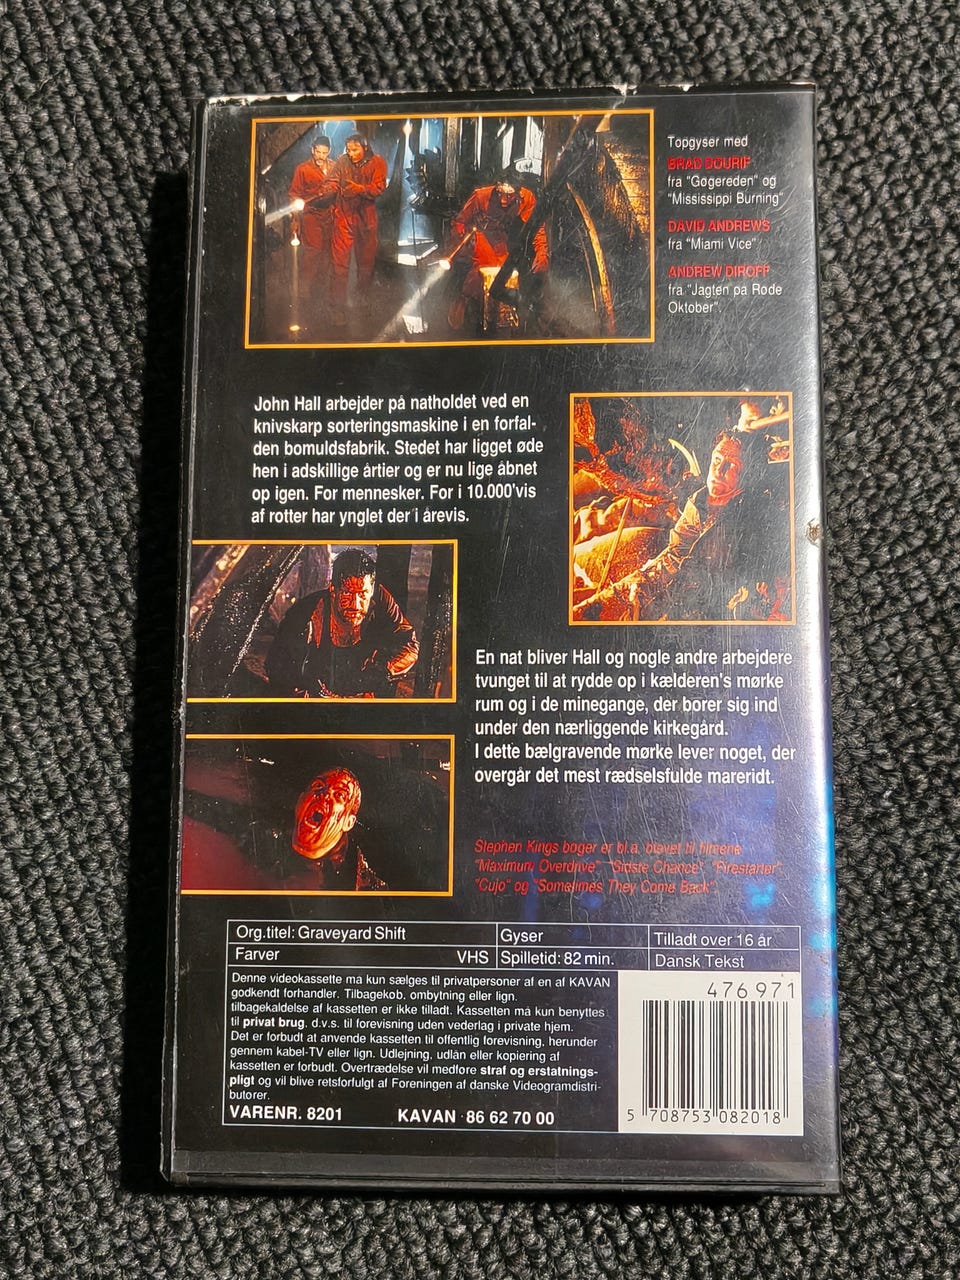 Topgyser med
BRAD DOURIF
fra "Gøgereden" og
"Mississippi Burning"
DAVID ANDREWS
fra "Miami Vice"
ANDREW DIROFF
fra "Jagten på Røde
Oktober".
John Hall arbejder på natholdet ved en
knivskarp sorteringsmaskine i en forfal-
den bomuldsfabrik. Stedet har ligget øde
hen i adskillige årtier og er nu lige åbnet
op igen. For mennesker. For i 10.000'vis
af rotter har ynglet der i årevis.
En nat bliver Hall og nogle andre arbejdere
tvunget til at rydde op i kælderen's mørke
rum og i de minegange, der borer sig ind
under den nærliggende kirkegård.
I dette bælgravende mørke lever noget, der
overgår det mest rædselsfulde mareridt.
Stephen Kings bøger er bl.a. blevet til filmene
"Maximum Overdrive", "Sidste Chance", "Firestarter",
"Cujo" og "Sometimes They Come Back".
Org.titel: Graveyard Shift
Gyser
Tilladt over 16 år
Farver VHS
Spilletid: 82 min.
Dansk Tekst
Denne videokassette må kun sælges til privatpersoner af en af KAVAN
godkendt forhandler. Tilbagekøb, ombytning eller lign.
tilbagekaldelse af kassetten er ikke tilladt. Kassetten må kun benyttes
til privat brug, d.v.s. til forevisning uden vederlag i private hjem.
Det er forbudt at anvende kassetten til offentlig forevisning, herunder
gennem kabel-TV eller lign. Udlejning, udlån eller kopiering af
kassetten er forbudt. Overtrædelse vil medføre straf og erstatnings-
pligt og vil blive retsforfulgt af Foreningen af danske Videogramdistri-
butorer.
VARENR. 8201 KAVAN · 86 62 70 00
476971
5 708753 082018